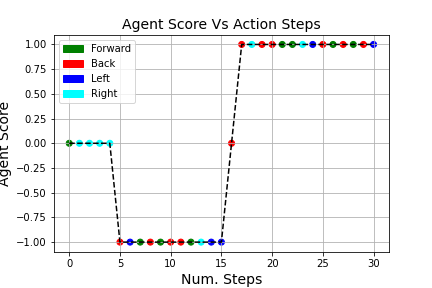 Agent Score Vs Action Steps
Agent Score
1.00
0.75
0.50
0.25
0.00
−0.25
−0.50
−0.75
−1.00
Forward
Back
Left
Right
0 5 10 15 20 25 30
Num. Steps